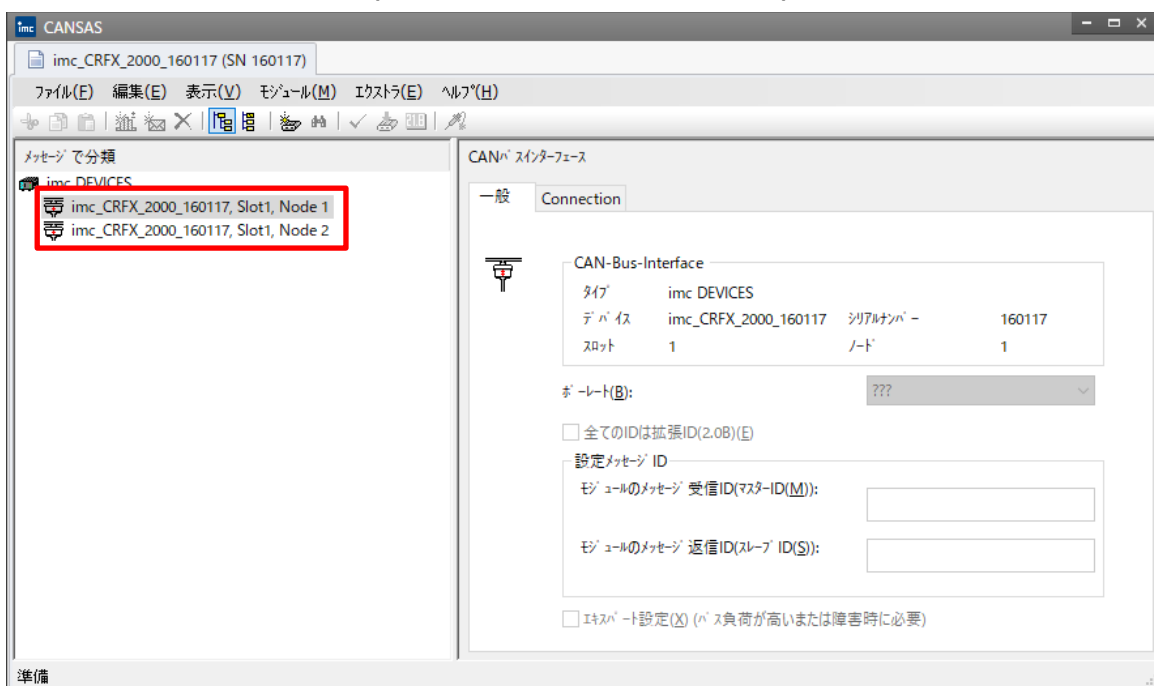 imc CANSAS
imc_CRFX_2000_160117 (SN 160117)
ファイル(F) 編集(E) 表示(V) モジュール(M) エクストラ(E) ヘルプ(H)
メッセージで分類
imc DEVICES
imc_CRFX_2000_160117, Slot1, Node 1
imc_CRFX_2000_160117, Slot1, Node 2
CANバスインターフェース
一般 Connection
CAN-Bus-Interface
タイプ imc DEVICES
デバイス imc_CRFX_2000_160117 シリアルナンバー 160117
スロット 1 ノード 1
ボーレート(B): ???
全てのIDは拡張ID(2.0B)(E)
設定メッセージID
モジュールのメッセージ受信ID(マスターID(M)):
モジュールのメッセージ返信ID(スレーブID(S)):
エキスパート設定(X) (バス負荷が高いまたは障害時に必要)
準備